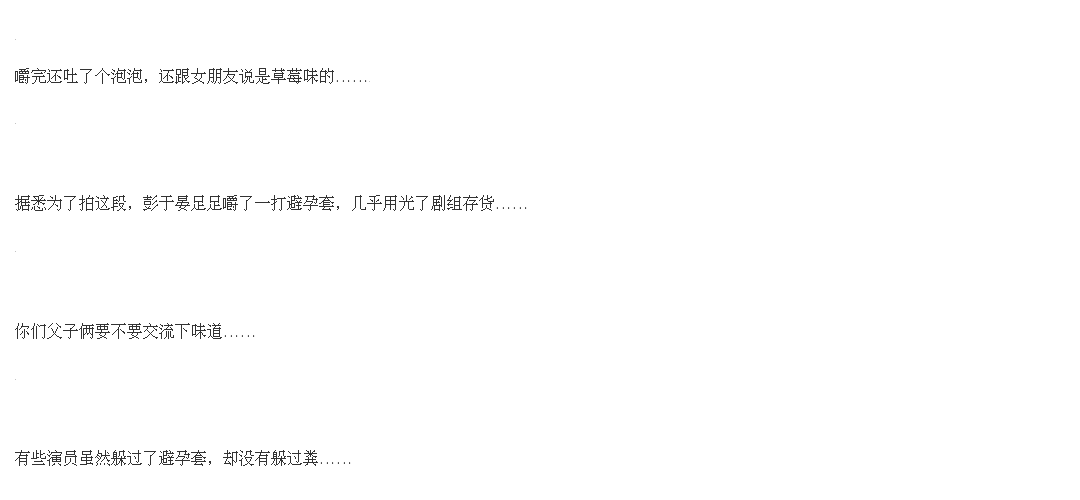 嚼完还吐了个泡泡，还跟女朋友说是草莓味的……
据悉为了拍这段，彭于晏足足嚼了一打避孕套，几乎用光了剧组存货……
你们父子俩要不要交流下味道……
有些演员虽然躲过了避孕套，却没有躲过粪……